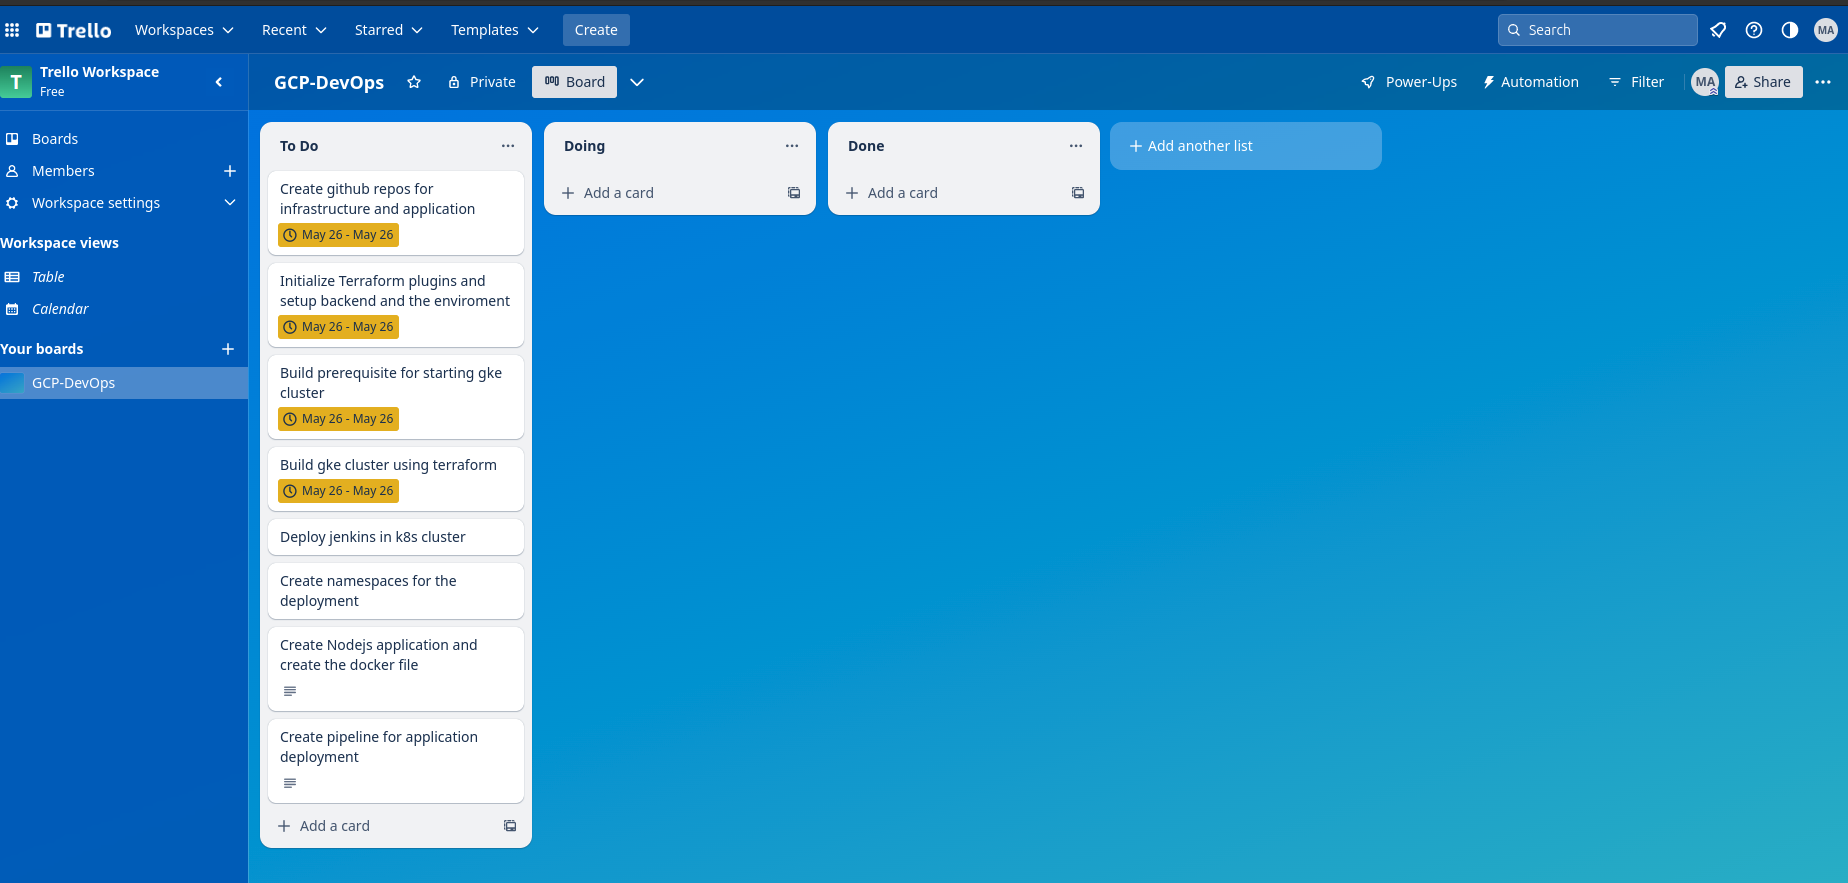 Trello
Workspaces
Recent
Starred
Templates
Create
Search
MA
T
Trello Workspace
Free
GCP-DevOps
Private
Board
Power-Ups
Automation
Filter
MA
Share
Boards
Members
Workspace settings
Workspace views
Table
Calendar
Your boards
GCP-DevOps
To Do
Create github repos for
infrastructure and application
May 26 - May 26
Initialize Terraform plugins and
setup backend and the enviroment
May 26 - May 26
Build prerequisite for starting gke
cluster
May 26 - May 26
Build gke cluster using terraform
May 26 - May 26
Deploy jenkins in k8s cluster
Create namespaces for the
deployment
Create Nodejs application and
create the docker file
Create pipeline for application
deployment
Add a card
Doing
Add a card
Done
Add a card
Add another list